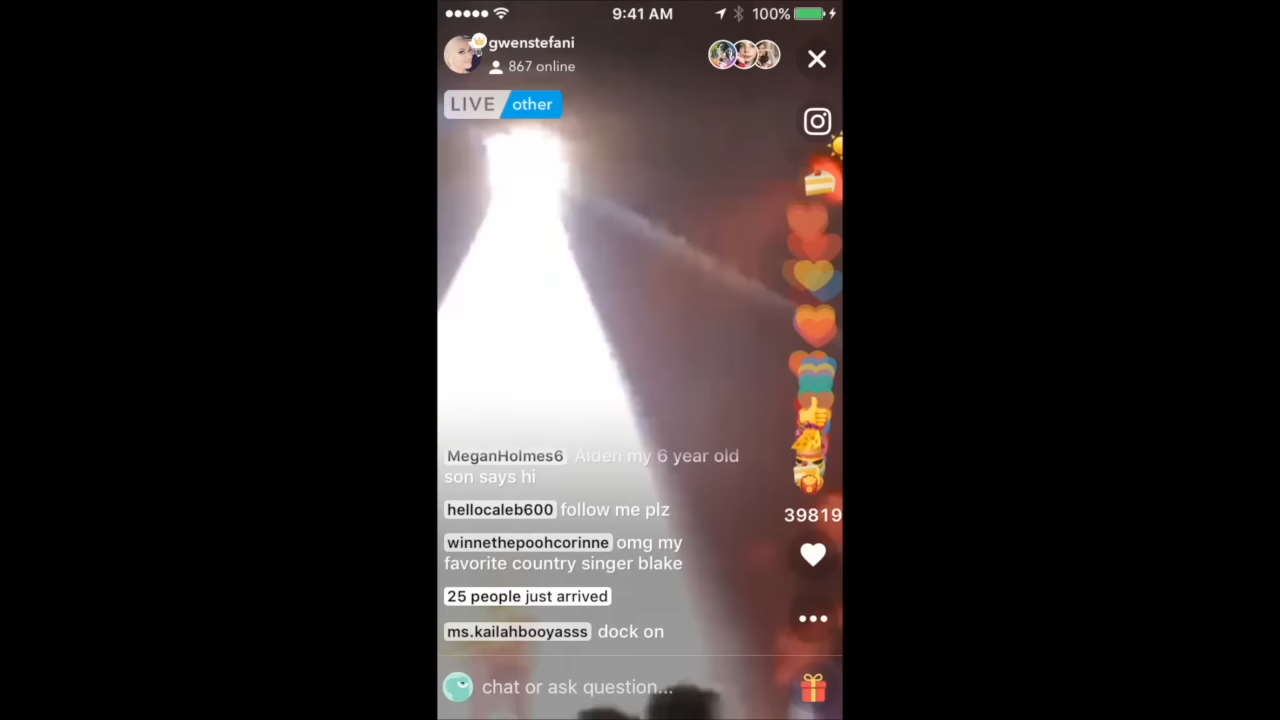 9:41 AM 100%
gwenstefani
867 online
LIVE other
MeganHolmes6 Aiden my 6 year old
son says hi
hellocaleb600 follow me plz
39819
winnethepoohcorinne omg my
favorite country singer blake
25 people just arrived
ms.kailahbooyasss dock on
chat or ask question...